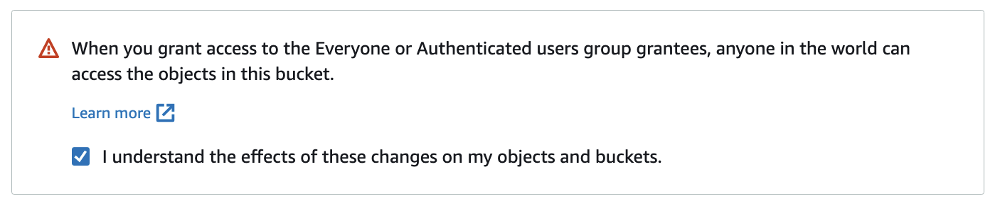 When you grant access to the Everyone or Authenticated users group grantees, anyone in the world can
access the objects in this bucket.
Learn more
I understand the effects of these changes on my objects and buckets.